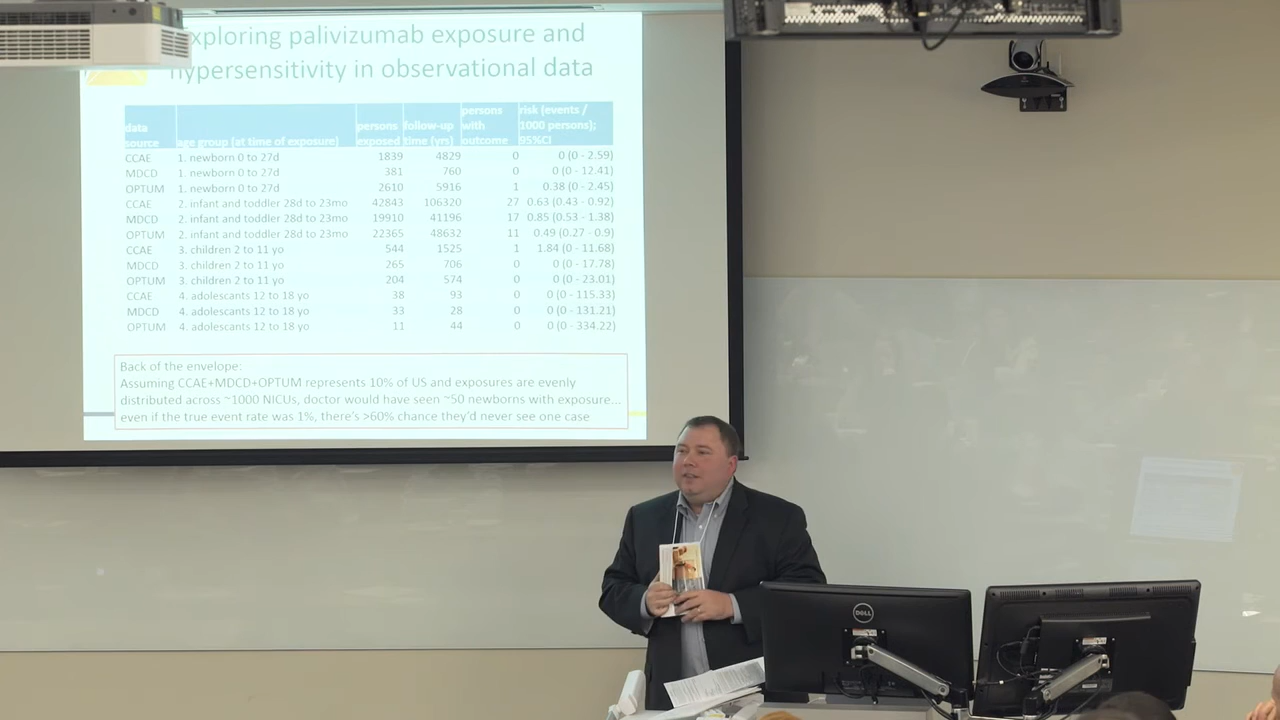 xploring palivizumab exposure and
hypersensitivity in observational data
data source age group (at time of exposure) persons exposed follow-up time (yrs) persons with outcome risk (events / 1000 persons); 95%CI
CCAE 1. newborn 0 to 27d 1839 4829 0 0 (0 - 2.59)
MDCD 1. newborn 0 to 27d 381 760 0 0 (0 - 12.41)
OPTUM 1. newborn 0 to 27d 2610 5916 1 0.38 (0 - 2.45)
CCAE 2. infant and toddler 28d to 23mo 42843 106320 27 0.63 (0.43 - 0.92)
MDCD 2. infant and toddler 28d to 23mo 19910 41196 17 0.85 (0.53 - 1.38)
OPTUM 2. infant and toddler 28d to 23mo 22365 48632 11 0.49 (0.27 - 0.9)
CCAE 3. children 2 to 11 yo 544 1525 1 1.84 (0 - 11.68)
MDCD 3. children 2 to 11 yo 265 706 0 0 (0 - 17.78)
OPTUM 3. children 2 to 11 yo 204 574 0 0 (0 - 23.01)
CCAE 4. adolescants 12 to 18 yo 38 93 0 0 (0 - 115.33)
MDCD 4. adolescants 12 to 18 yo 33 28 0 0 (0 - 131.21)
OPTUM 4. adolescants 12 to 18 yo 11 44 0 0 (0 - 334.22)
Back of the envelope:
Assuming CCAE+MDCD+OPTUM represents 10% of US and exposures are evenly
distributed across ~1000 NICUs, doctor would have seen ~50 newborns with exposure...
even if the true event rate was 1%, there's >60% chance they'd never see one case
DELL